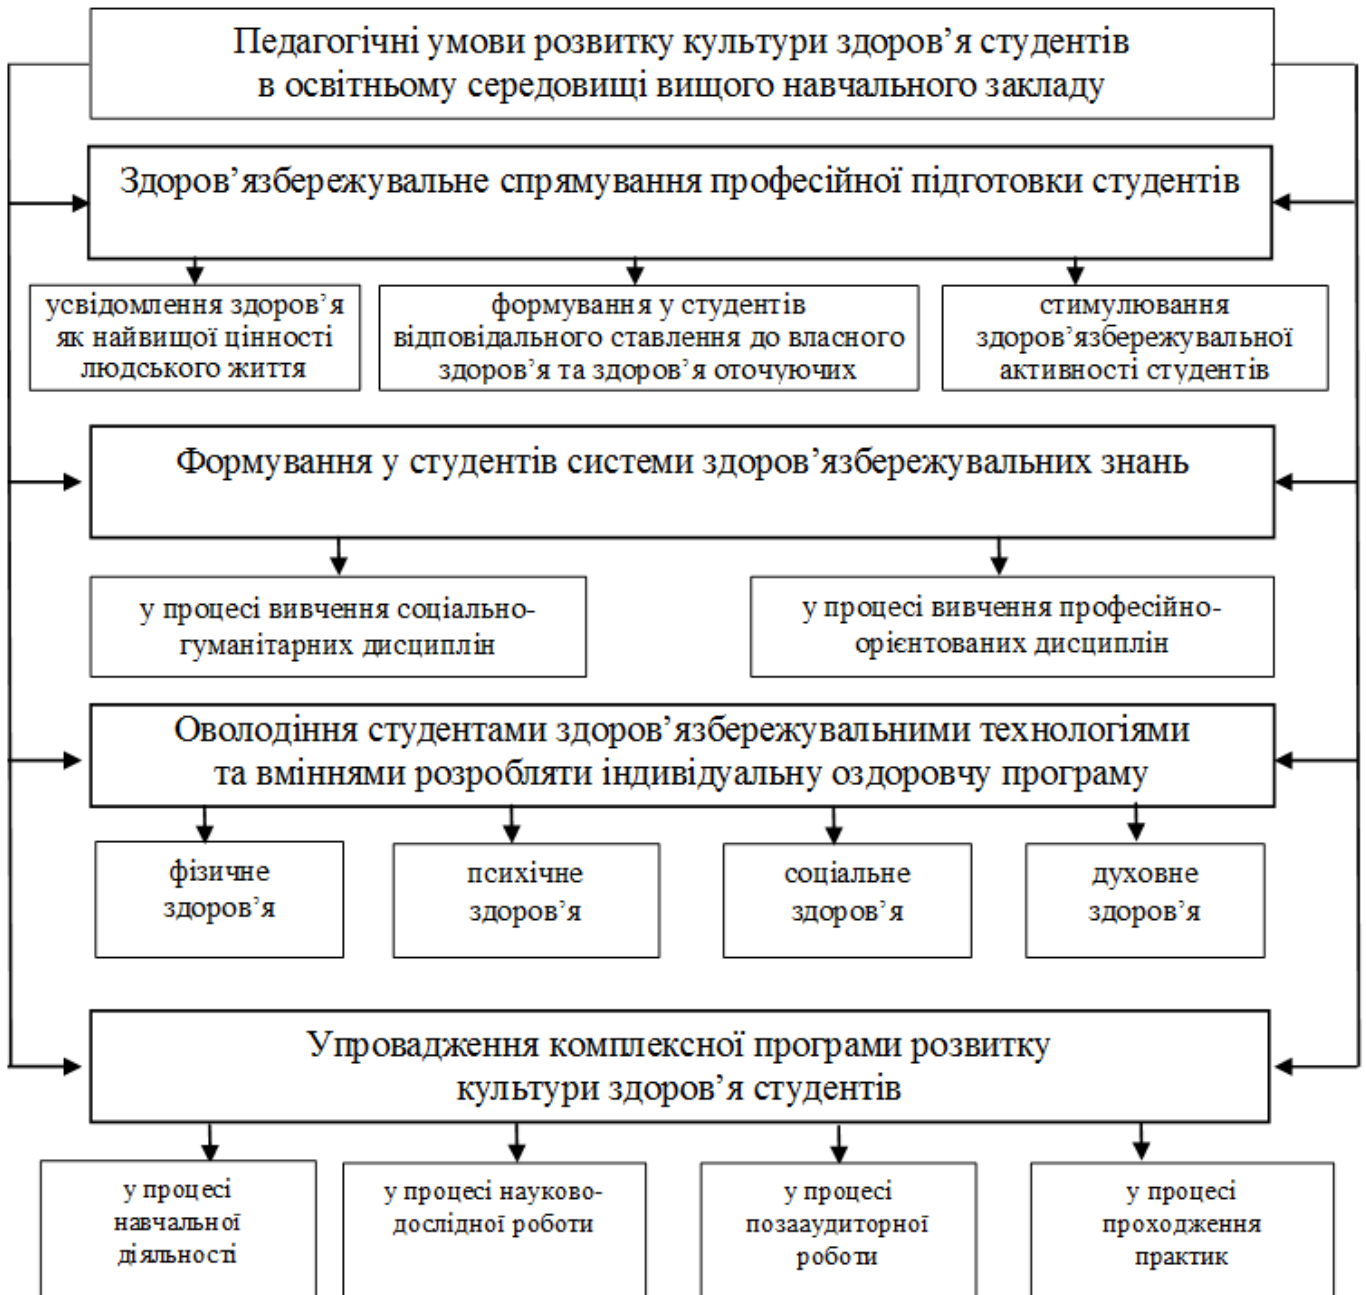 Педагогічні умови розвитку культури здоров’я студентів
в освітньому середовищі вищого навчального закладу
Здоров’язбережувальне спрямування професійної підготовки студентів
усвідомлення здоров’я
як найвищої цінності
людського життя
формування у студентів
відповідального ставлення до власного
здоров’я та здоров’я оточуючих
стимулювання
здоров’язбережувальної
активності студентів
Формування у студентів системи здоров’язбережувальних знань
у процесі вивчення соціально-
гуманітарних дисциплін
у процесі вивчення професійно-
орієнтованих дисциплін
Оволодіння студентами здоров’язбережувальними технологіями
та вміннями розробляти індивідуальну оздоровчу програму
фізичне
здоров’я
психічне
здоров’я
соціальне
здоров’я
духовне
здоров’я
Упровадження комплексної програми розвитку
культури здоров’я студентів
у процесі
навчальної
діяльності
у процесі науково-
дослідної роботи
у процесі
позааудиторної
роботи
у процесі
проходження
практик